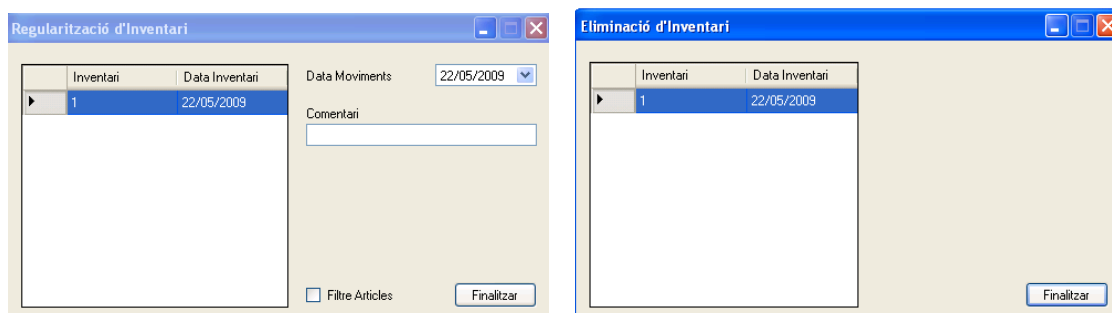 Regularització d'Inventari
Inventari Data Inventari
1 22/05/2009
Data Moviments 22/05/2009
Comentari
Filtre Articles Finalitzar
Eliminació d'Inventari
Inventari Data Inventari
1 22/05/2009
Finalitzar